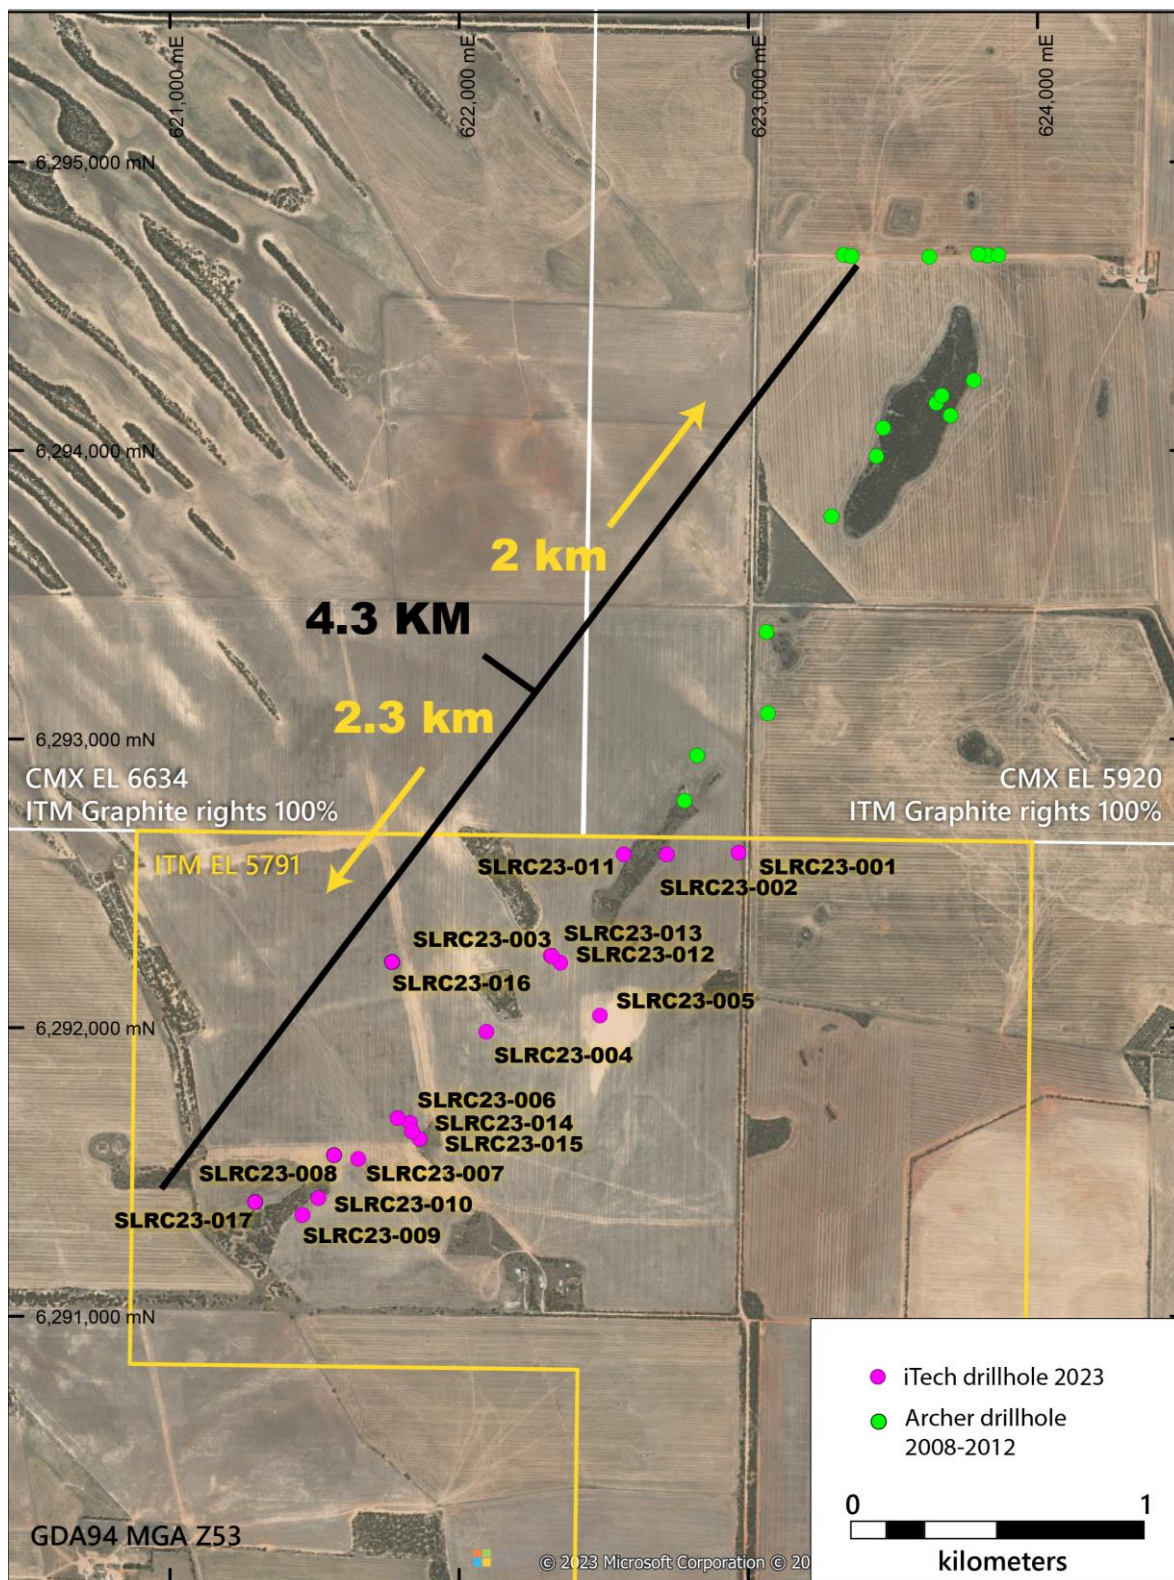 621,000 mE
622,000 mE
623,000 mE
624,000 mE
6,295,000 mN
6,294,000 mN
2 km
4.3 KM
2.3 km
6,293,000 mN
CMX EL 6634
ITM Graphite rights 100%
CMX EL 5920
ITM Graphite rights 100%
ITM EL 5791
SLRC23-011
SLRC23-001
SLRC23-002
SLRC23-013
SLRC23-003
SLRC23-012
SLRC23-016
SLRC23-005
6,292,000 mN
SLRC23-004
SLRC23-006
SLRC23-014
SLRC23-015
SLRC23-008
SLRC23-007
SLRC23-010
SLRC23-017
SLRC23-009
6,291,000 mN
iTech drillhole 2023
Archer drillhole
2008-2012
0 1
kilometers
GDA94 MGA Z53
© 2023 Microsoft Corporation © 20